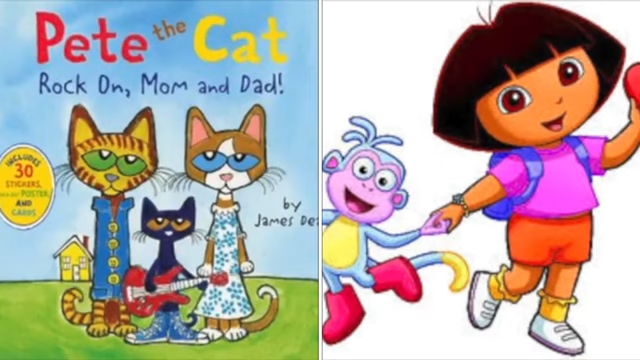 Pete the Cat
Rock On, Mom and Dad!
INCLUDES
30
STICKERS,
POSTER
AND
CARDS
by
James